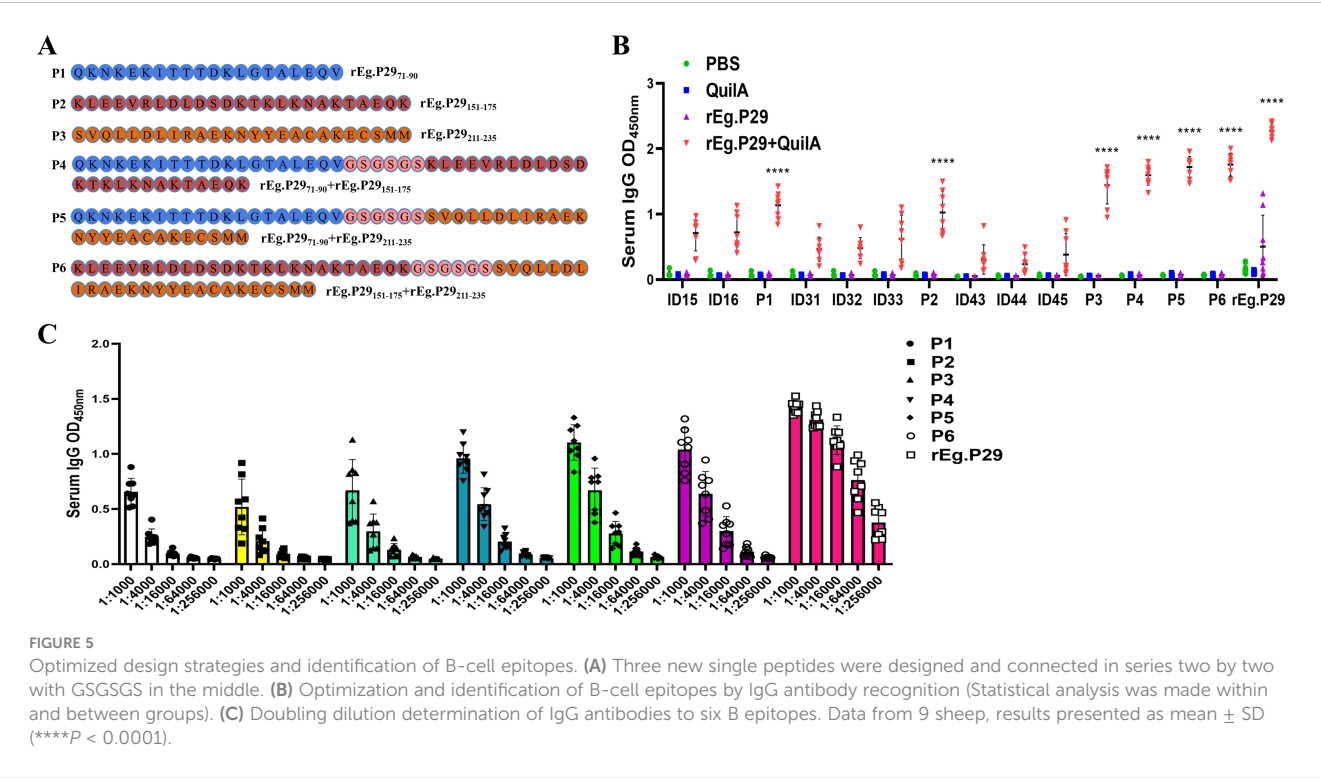 A
P1 QKNKEKITTTDKLGTALEQV rEg.P2971-90
P2 KLEEVRLDLDSDKTKLKNAKTAEQK rEg.P29151-175
P3 SVQLLDLIRAEKNYYEACAKECSMM rEg.P29211-235
P4 QKNKEKITTTDKLGTALEQVGSGSGSKLEEVRLDLDSD
KTKLKNAKTAEQK rEg.P2971-90+rEg.P29151-175
P5 QKNKEKITTTDKLGTALEQVGSGSGSSVQLLDLIRAEK
NYYEACAKECSMM rEg.P2971-90+rEg.P29211-235
P6 KLEEVRLDLDSDKTKLKNAKTAEQKGSGSGSSVQLLDL
IRAEKNYYEACAKECSMM rEg.P29151-175+rEg.P29211-235
B
PBS
QuilA
rEg.P29
rEg.P29+QuilA
Serum IgG OD450nm
3
2
1
0
**** **** **** **** **** **** ****
ID15 ID16 P1 ID31 ID32 ID33 P2 ID43 ID44 ID45 P3 P4 P5 P6 rEg.P29
C
Serum IgG OD450nm
2.0
1.5
1.0
0.5
0.0
1:1000 1:4000 1:16000 1:64000 1:256000 1:1000 1:4000 1:16000 1:64000 1:256000 1:1000 1:4000 1:16000 1:64000 1:256000 1:1000 1:4000 1:16000 1:64000 1:256000 1:1000 1:4000 1:16000 1:64000 1:256000 1:1000 1:4000 1:16000 1:64000 1:256000 1:1000 1:4000 1:16000 1:64000 1:256000
P1
P2
P3
P4
P5
P6
rEg.P29
FIGURE 5
Optimized design strategies and identification of B-cell epitopes. (A) Three new single peptides were designed and connected in series two by two
with GSGSGS in the middle. (B) Optimization and identification of B-cell epitopes by IgG antibody recognition (Statistical analysis was made within
and between groups). (C) Doubling dilution determination of IgG antibodies to six B epitopes. Data from 9 sheep, results presented as mean ± SD
(****P < 0.0001).